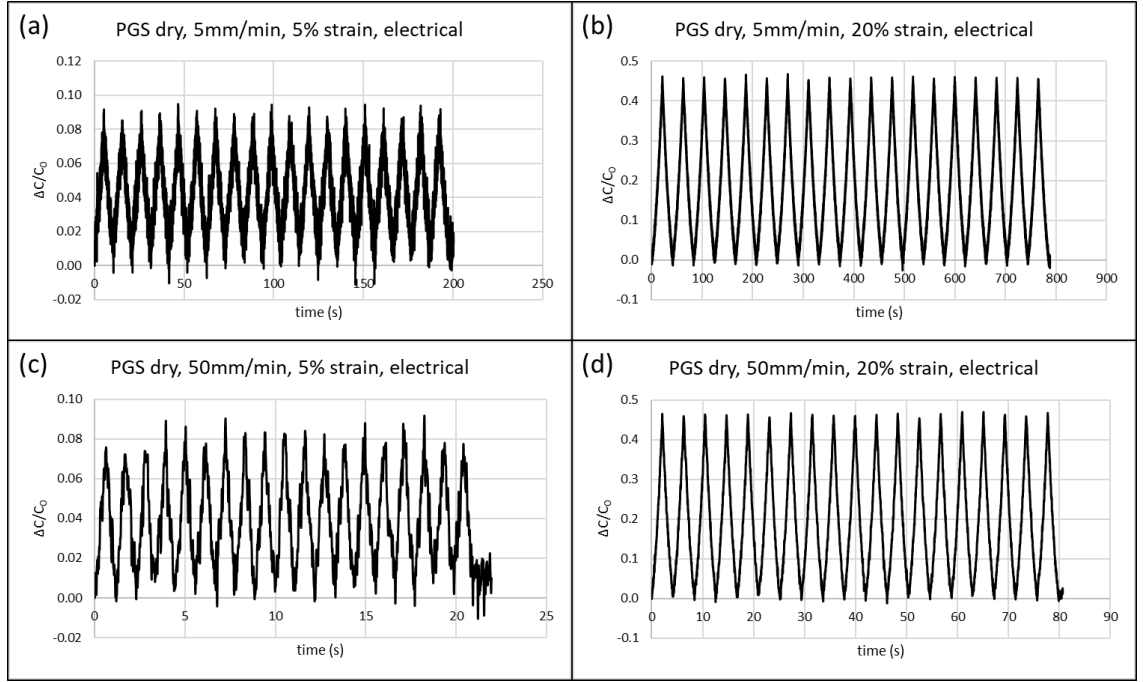 (a)
PGS dry, 5mm/min, 5% strain, electrical
0.12
0.10
0.08
0.06
0.04
0.02
0.00
-0.02
0 50 100 150 200 250
ΔC/C₀
time (s)
(b)
PGS dry, 5mm/min, 20% strain, electrical
0.5
0.4
0.3
0.2
0.1
0.0
-0.1
0 100 200 300 400 500 600 700 800 900
ΔC/C₀
time (s)
(c)
PGS dry, 50mm/min, 5% strain, electrical
0.10
0.08
0.06
0.04
0.02
0.00
-0.02
0 5 10 15 20 25
ΔC/C₀
time (s)
(d)
PGS dry, 50mm/min, 20% strain, electrical
0.5
0.4
0.3
0.2
0.1
0.0
-0.1
0 10 20 30 40 50 60 70 80 90
ΔC/C₀
time (s)